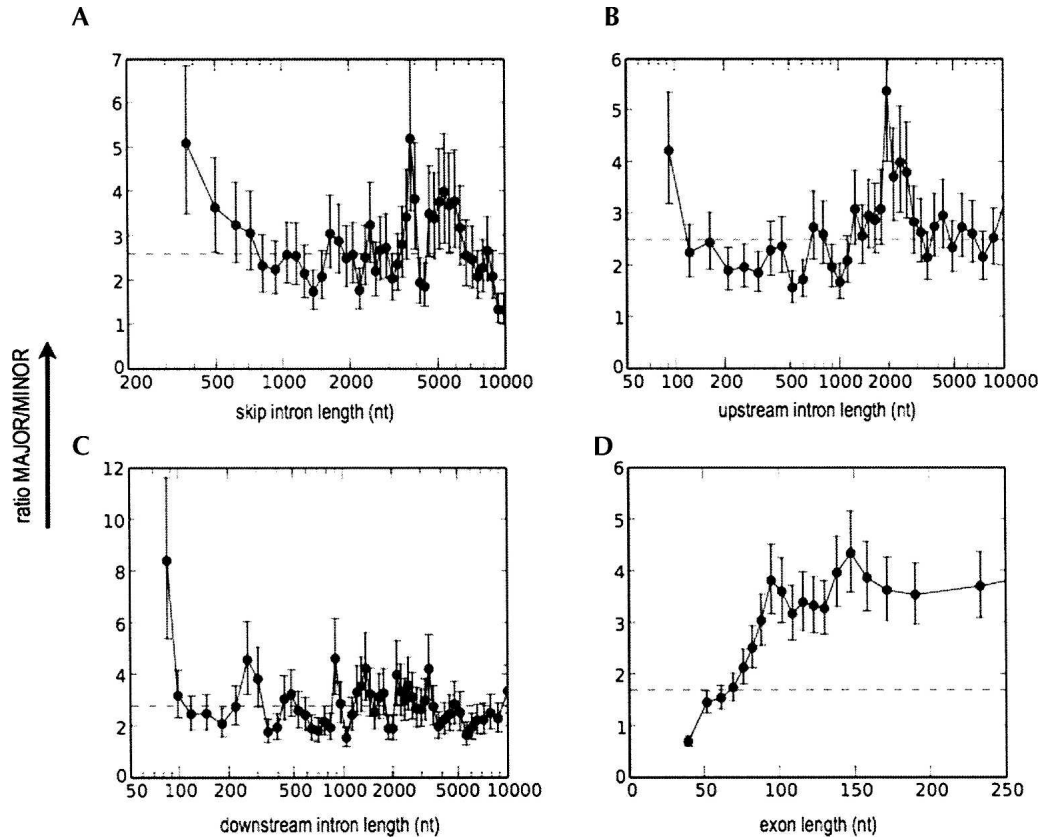 A
7
6
5
4
3
2
1
0
200 500 1000 2000 5000 10000
skip intron length (nt)
B
6
5
4
3
2
1
0
50 100 200 500 1000 2000 5000 10000
upstream intron length (nt)
ratio MAJOR/MINOR
C
12
10
8
6
4
2
0
50 100 200 500 1000 2000 5000 10000
downstream intron length (nt)
D
6
5
4
3
2
1
0
0 50 100 150 200 250
exon length (nt)